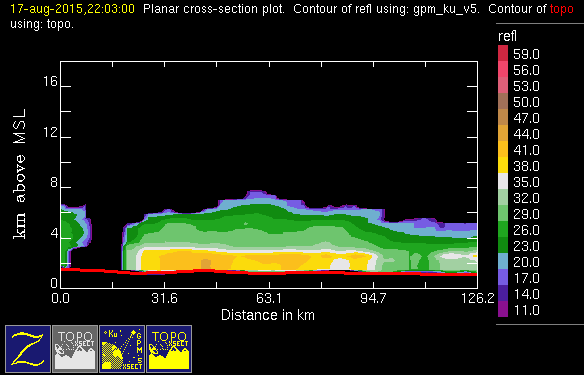 17-aug-2015,22:03:00 Planar cross-section plot. Contour of refl using: gpm_ku_v5. Contour of topo
using: topo.
refl
59.0
56.0
53.0
50.0
47.0
44.0
41.0
38.0
35.0
32.0
29.0
26.0
23.0
20.0
17.0
14.0
11.0
km above MSL
16
12
8
4
0
0.0 31.6 63.1 94.7 126.2
Distance in km
Z
TOPO
XSECT
"Ku"
GPM'S
XSECT
TOPO
XSECT